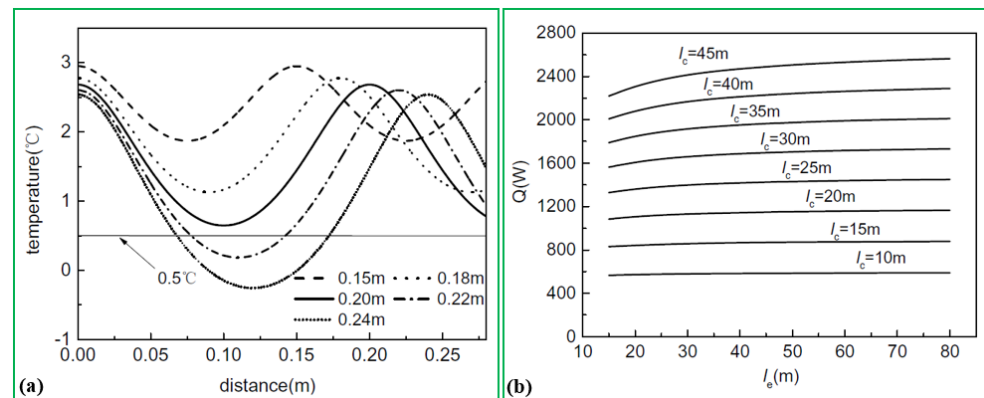 3
2
1
0
-1
temperature(℃)
0.5℃
0.15m
0.18m
0.20m
0.22m
0.24m
0.00
0.05
0.10
0.15
0.20
0.25
distance(m)
(a)
2800
2400
2000
1600
1200
800
400
0
Q(W)
lc=45m
lc=40m
lc=35m
lc=30m
lc=25m
lc=20m
lc=15m
lc=10m
10
20
30
40
50
60
70
80
90
le(m)
(b)